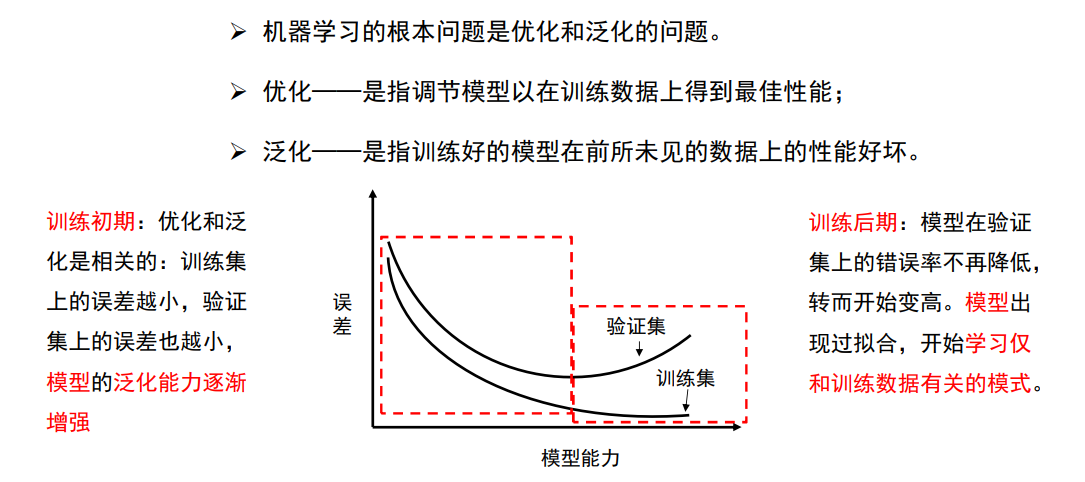 机器学习的根本问题是优化和泛化的问题。
优化——是指调节模型以在训练数据上得到最佳性能；
泛化——是指训练好的模型在前所未见的数据上的性能好坏。
训练初期：优化和泛
化是相关的：训练集
上的误差越小，验证
集上的误差也越小，
模型的泛化能力逐渐
增强
误
差
验证集
训练集
模型能力
训练后期：模型在验证
集上的错误率不再降低，
转而开始变高。模型出
现过拟合，开始学习仅
和训练数据有关的模式。